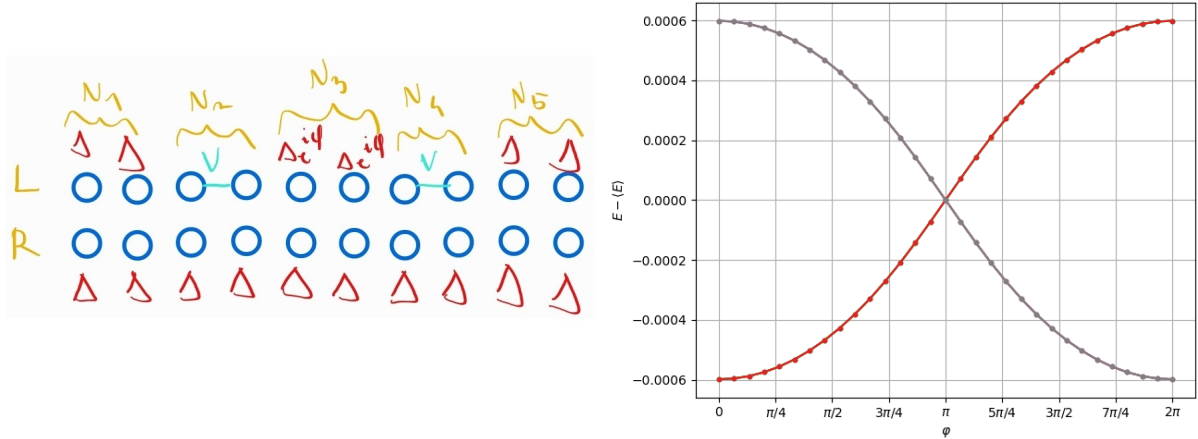 N1 N2 N3 N4 N5
Δ Δ V Δe^iφ Δe^iφ V Δ Δ
L
R
Δ Δ Δ Δ Δ Δ Δ Δ Δ Δ
0.0006
0.0004
0.0002
0.0000
−0.0002
−0.0004
−0.0006
E − ⟨E⟩
0 π/4 π/2 3π/4 π 5π/4 3π/2 7π/4 2π
φ